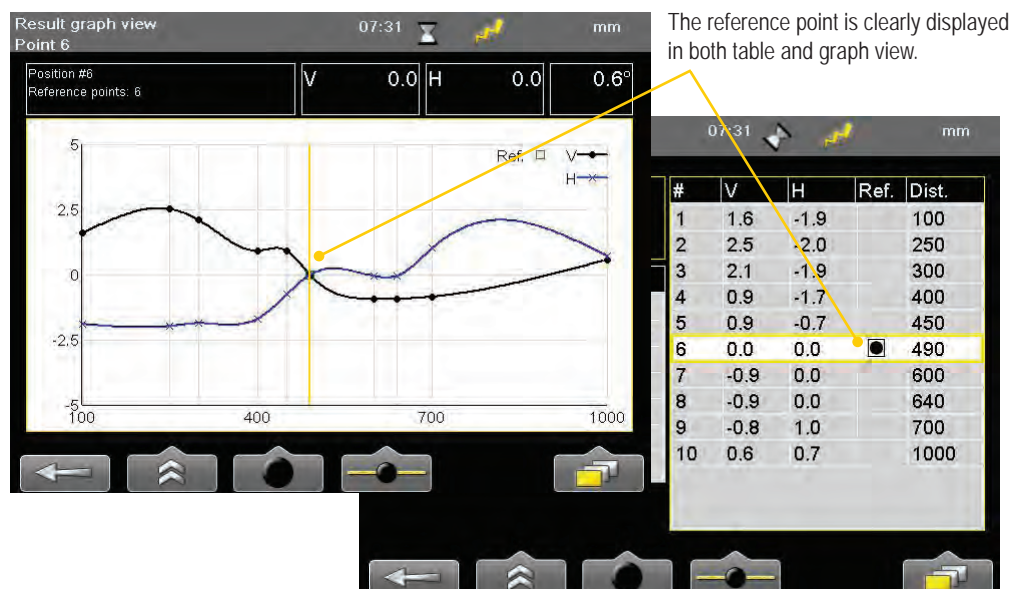 Result graph view
Point 6
07:31
mm
The reference point is clearly displayed
in both table and graph view.
Position #6
Reference points: 6
V 0.0 H 0.0 0.6°
Ref. V
H
5
2.5
0
-2.5
-5
100 400 700 1000
07:31 mm
# V H Ref. Dist.
1 1.6 -1.9 100
2 2.5 -2.0 250
3 2.1 -1.9 300
4 0.9 -1.7 400
5 0.9 -0.7 450
6 0.0 0.0 490
7 -0.9 0.0 600
8 -0.9 0.0 640
9 -0.8 1.0 700
10 0.6 0.7 1000